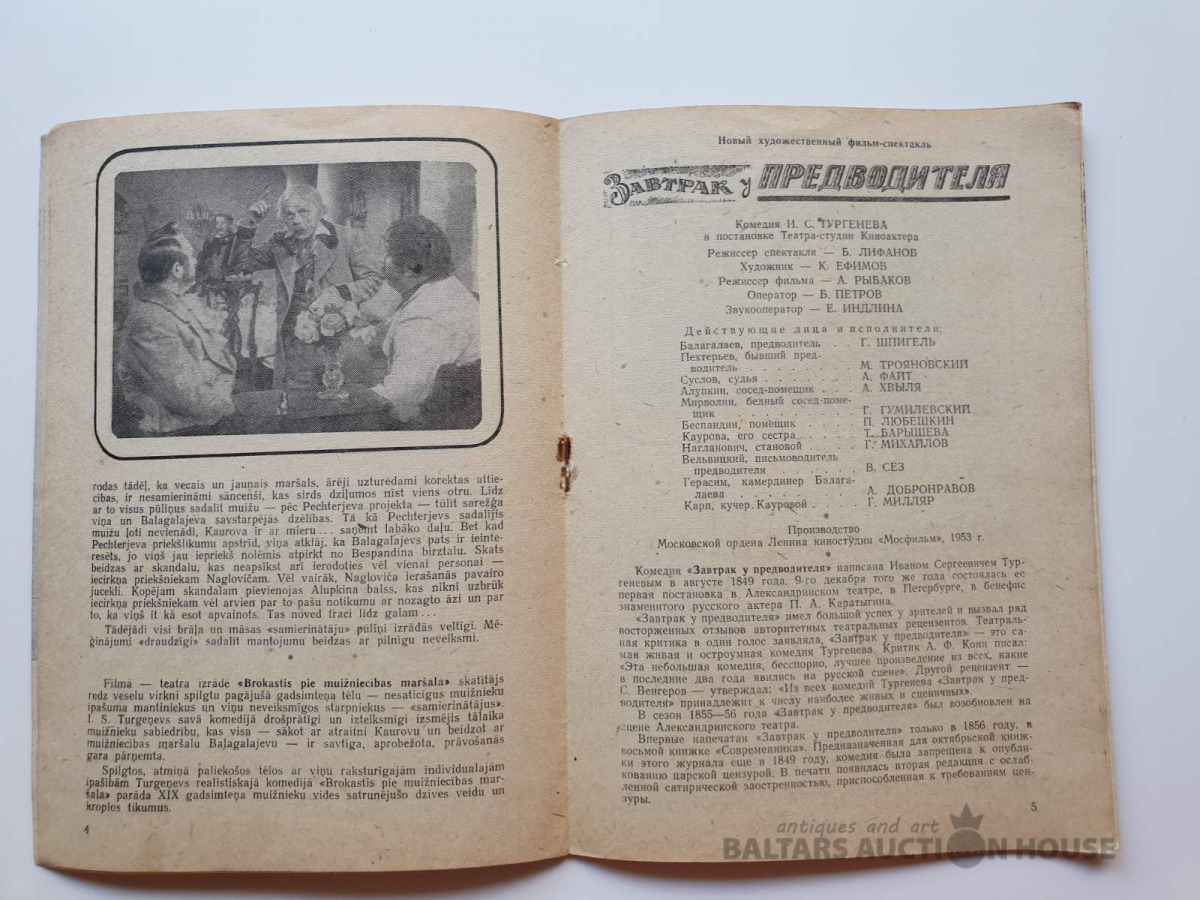 rodas tādēļ, ka vecais un jaunais maršals, ārēji uzturēdami korektas attie-
cības, ir nesamierināmi sāncenši, kas sirds dziļumos nīst viens otru. Līdz
ar to visus pūliņus sadalīt muižu — pēc Pechterjeva projekta — tūlīt sarežģa
viņa un Balagalajeva savstarpējās dzēlības. Tā kā Pechterjevs sadalījis
muižu ļoti nevienādi, Kaurova ir ar mieru... saņemt labāko daļu. Bet kad
Pechterjeva priekšlikumu apstrīd, viņa atklāj, ka Balagalajevs pats ir ieinte-
resēts, jo viņš jau iepriekš nolēmis atpirkt no Bespandina birztalu. Skats
beidzas ar skandalu, kas neapsīkst arī ierodoties vēl vienai personai —
iecirkņa priekšniekam Naglovičam. Vēl vairāk, Nagloviča ierašanās pavairo
jucekli. Kopējam skandalam pievienojas Alupkina balss, kas nikni uzbrūk
iecirkņa priekšniekam vēl arvien par to pašu notikumu ar nozagto āzi un par
to, ka viņš it kā esot apvainots. Tas noved fraci līdz galam...
Tādējādi visi brāļa un māsas «samierinātāju» pūliņi izrādās veltīgi. Mē-
ģinājumi «draudzīgi» sadalīt mantojumu beidzas ar pilnīgu neveiksmi.
*
Filmā — teatra izrāde «Brokastis pie muižniecības maršala» skatītājs
redz veselu virkni spilgtu pagājušā gadsimteņa tēlu — nesaticīgus muižnieku
īpašuma mantiniekus un viņu neveiksmīgos starpniekus — «samierinātājus».
I. S. Turgeņevs savā komedijā drošprātīgi un izteiksmīgi izsmējis tālaika
muižnieku sabiedrību, kas visa — sākot ar atraitni Kaurovu un beidzot ar
muižniecības maršalu Balagalajevu — ir savtīga, aprobežota, prāvošanās
gara pārņemta.
Spilgtos, atmiņā paliekošos tēlos ar viņu raksturīgajām individualajām
īpašībām Turgeņevs realistiskajā komedijā «Brokastis pie muižniecības mar-
šala» parāda XIX gadsimteņa muižnieku vides satrunējušo dzīves veidu un
kroplos tikumus.
4
Новый художественный фильм-спектакль
ЗАВТРАК У ПРЕДВОДИТЕЛЯ
Комедия И. С. ТУРГЕНЕВА
в постановке Театра-студии Киноактера
Режиссер спектакля — Б. ЛИФАНОВ
Художник — К. ЕФИМОВ
Режиссер фильма — А. РЫБАКОВ
Оператор — Б. ПЕТРОВ
Звукооператор — Е. ИНДЛИНА
Действующие лица и исполнители:
Балагалаев, предводитель . . Г. ШПИГЕЛЬ
Пехтерьев, бывший пред-
водитель . . . . . . . . М. ТРОЯНОВСКИЙ
Суслов, судья . . . . . . . А. ФАЙТ
Алупкин, сосед-помещик . . . А. ХВЫЛЯ
Мирволин, бедный сосед-поме-
щик . . . . . . . . . . Г. ГУМИЛЕВСКИЙ
Беспандин, помещик . . . . П. ЛЮБЕШКИН
Каурова, его сестра . . . . . Т. БАРЫШЕВА
Нагланович, становой . . . . Г. МИХАЙЛОВ
Вельвицкий, письмоводитель
предводителя . . . . . . . В. СЕЗ
Герасим, камердинер Балага-
лаева . . . . . . . . . А. ДОБРОНРАВОВ
Карп, кучер Кауровой . . . . Г. МИЛЛЯР
*
Производство
Московской ордена Ленина киностудии «Мосфильм», 1953 г.
*
Комедия «Завтрак у предводителя» написана Иваном Сергеевичем Тур-
геневым в августе 1849 года. 9-го декабря того же года состоялась ее
первая постановка в Александринском театре, в Петербурге, в бенефис
знаменитого русского актера П. А. Каратыгина.
«Завтрак у предводителя» имел большой успех у зрителей и вызвал ряд
восторженных отзывов авторитетных театральных рецензентов. Театраль-
ная критика в один голос заявляла, «Завтрак у предводителя» — это са-
мая живая и остроумная комедия Тургенева. Критик А. Ф. Кони писал:
«Эта небольшая комедия, бесспорно, лучшее произведение из всех, какие
в последние два года явились на русской сцене». Другой рецензент —
С. Венгеров — утверждал: «Из всех комедий Тургенева «Завтрак у пред-
водителя» принадлежит к числу наиболее живых и сценичных».
В сезон 1855—56 года «Завтрак у предводителя» был возобновлен на
сцене Александринского театра.
Впервые напечатан «Завтрак у предводителя» только в 1856 году, в
восьмой книжке «Современника». Предназначенная для октябрьской книж-
ки этого журнала еще в 1849 году, комедия была запрещена к опубли-
кованию царской цензурой. В печати появилась вторая редакция с ослаб-
ленной сатирической заостренностью, приспособленная к требованиям цен-
зуры.
5
antiques and art
BALTARS AUCTION HOUSE